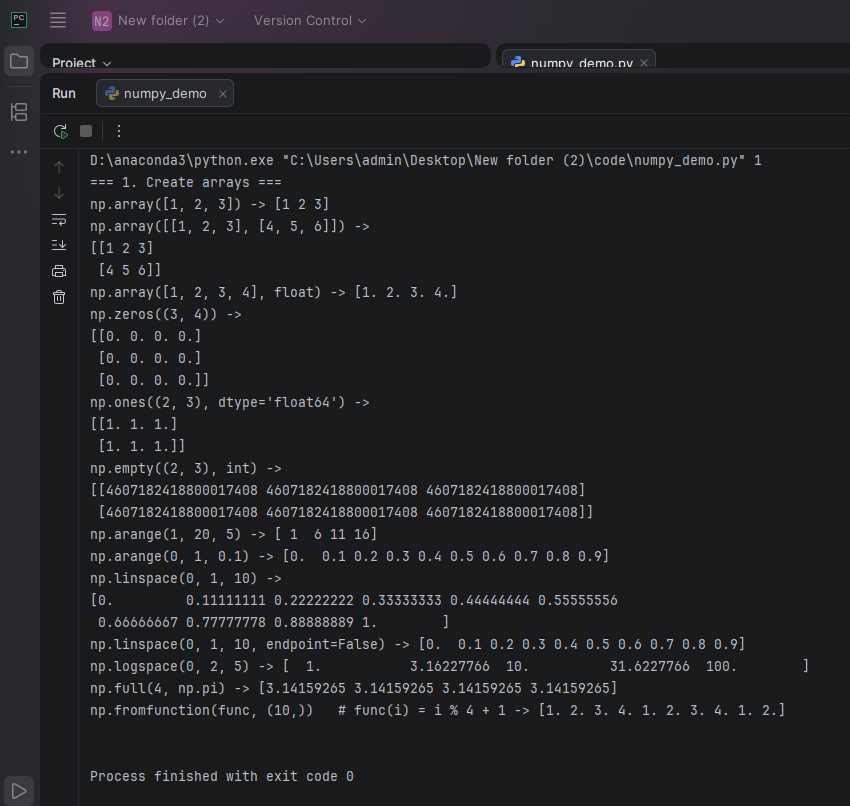 PC
N2 New folder (2) Version Control
Project
numpy_demo.py
Run numpy_demo
D:\anaconda3\python.exe "C:\Users\admin\Desktop\New folder (2)\code\numpy_demo.py" 1
=== 1. Create arrays ===
np.array([1, 2, 3]) -> [1 2 3]
np.array([[1, 2, 3], [4, 5, 6]]) ->
[[1 2 3]
 [4 5 6]]
np.array([1, 2, 3, 4], float) -> [1. 2. 3. 4.]
np.zeros((3, 4)) ->
[[0. 0. 0. 0.]
 [0. 0. 0. 0.]
 [0. 0. 0. 0.]]
np.ones((2, 3), dtype='float64') ->
[[1. 1. 1.]
 [1. 1. 1.]]
np.empty((2, 3), int) ->
[[4607182418800017408 4607182418800017408 4607182418800017408]
 [4607182418800017408 4607182418800017408 4607182418800017408]]
np.arange(1, 20, 5) -> [ 1  6 11 16]
np.arange(0, 1, 0.1) -> [0.  0.1 0.2 0.3 0.4 0.5 0.6 0.7 0.8 0.9]
np.linspace(0, 1, 10) ->
[0.         0.11111111 0.22222222 0.33333333 0.44444444 0.55555556
 0.66666667 0.77777778 0.88888889 1.        ]
np.linspace(0, 1, 10, endpoint=False) -> [0.  0.1 0.2 0.3 0.4 0.5 0.6 0.7 0.8 0.9]
np.logspace(0, 2, 5) -> [  1.           3.16227766  10.          31.6227766  100.        ]
np.full(4, np.pi) -> [3.14159265 3.14159265 3.14159265 3.14159265]
np.fromfunction(func, (10,))   # func(i) = i % 4 + 1 -> [1. 2. 3. 4. 1. 2. 3. 4. 1. 2.]
Process finished with exit code 0